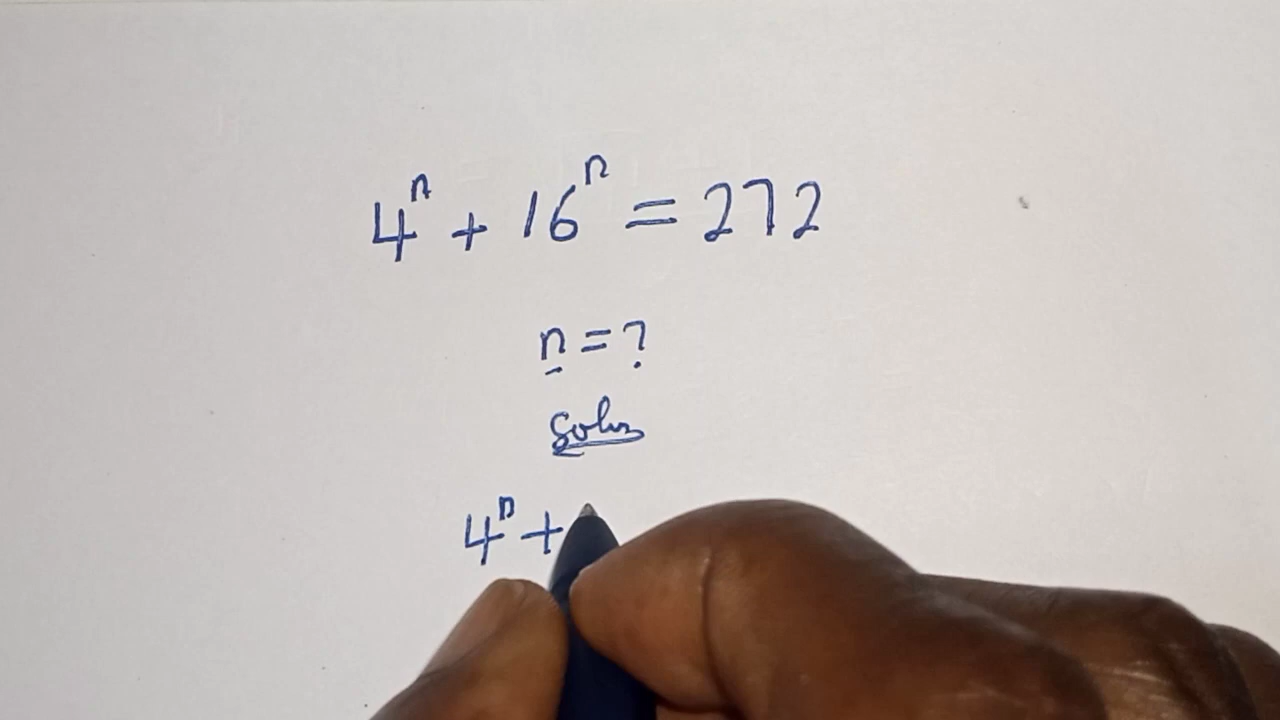 4ⁿ + 16ⁿ = 272
n = ?
Soln
4ⁿ +